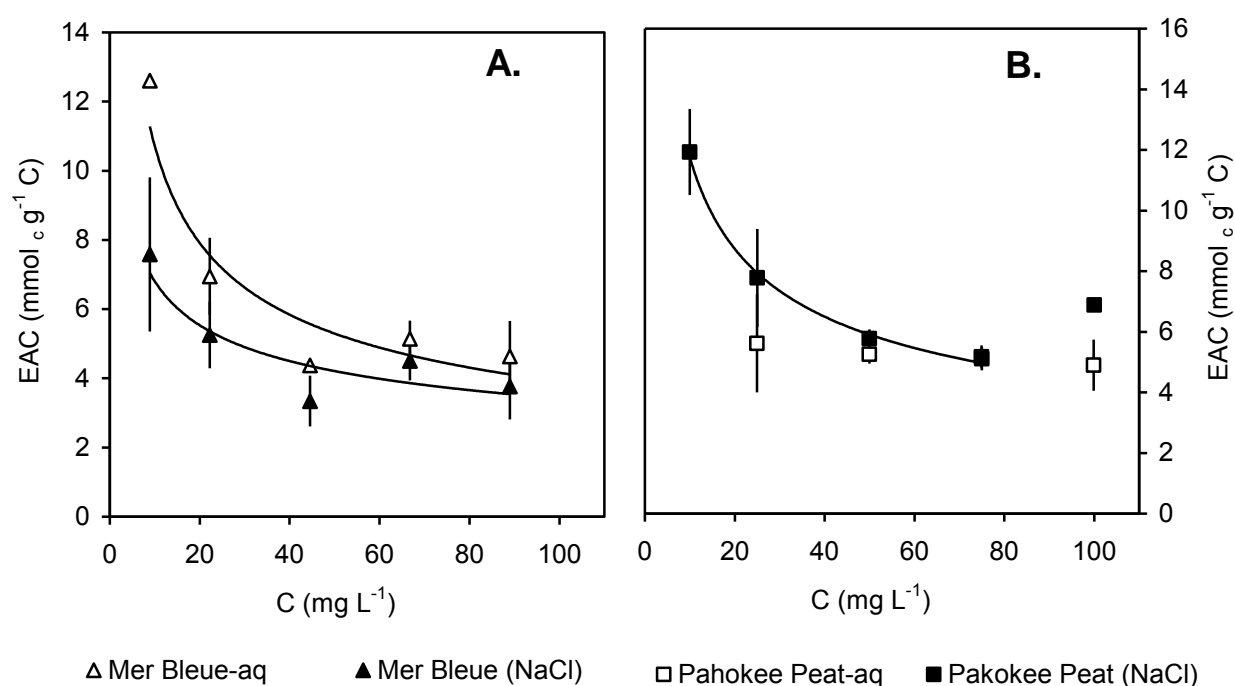 A.
14
12
10
8
6
4
2
0
EAC (mmol c g-1 C)
0 20 40 60 80 100
C (mg L-1)
B.
16
14
12
10
8
6
4
2
0
EAC (mmol c g-1 C)
0 20 40 60 80 100
C (mg L-1)
Mer Bleue-aq Mer Bleue (NaCl) Pahokee Peat-aq Pakokee Peat (NaCl)